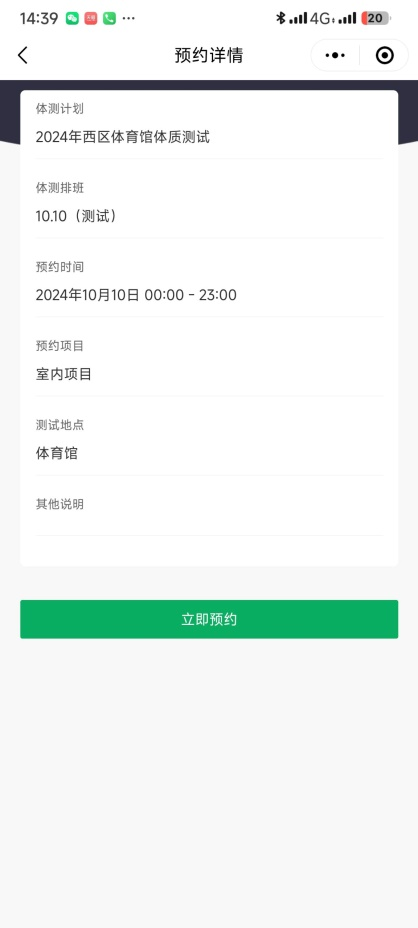 14:39 4G 20
预约详情
体测计划
2024年西区体育馆体质测试
体测排班
10.10（测试）
预约时间
2024年10月10日 00:00 - 23:00
预约项目
室内项目
测试地点
体育馆
其他说明
立即预约